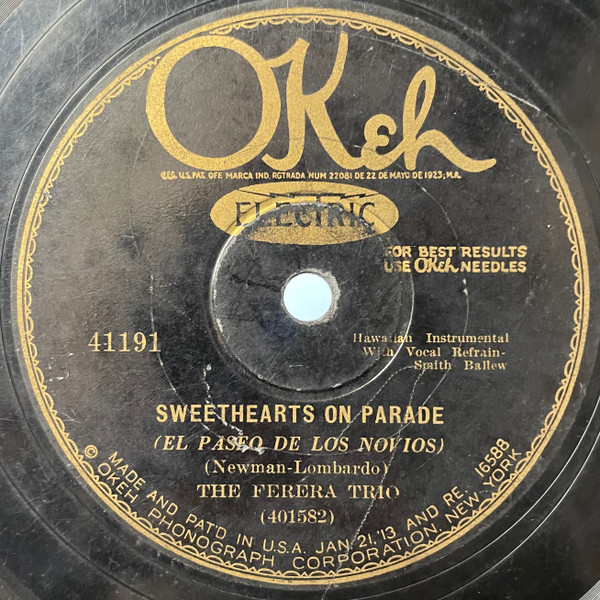 OKeh
REG. U.S. PAT. OFF. MARCA IND. RGTRADA NUM 22081 DE 22 DE MAYO DE 1923; M.R.
ELECTRIC
FOR BEST RESULTS
USE OKeh NEEDLES
41191
Hawaiian Instrumental
With Vocal Refrain-
Smith Ballew
SWEETHEARTS ON PARADE
(EL PASEO DE LOS NOVIOS)
(Newman-Lombardo)
THE FERERA TRIO
(401582)
MADE AND PAT'D IN U.S.A. JAN. 21, '13 AND RE. 16588
© OKEH PHONOGRAPH CORPORATION, NEW YORK